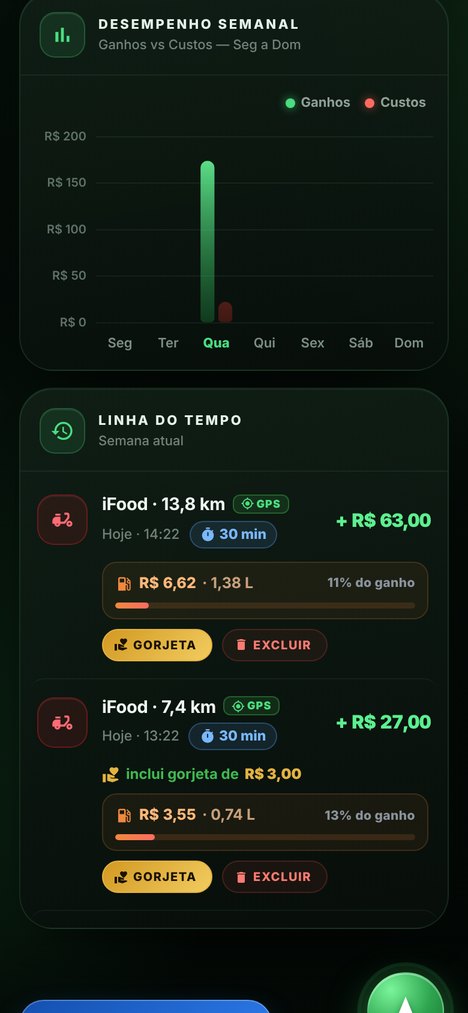 DESEMPENHO SEMANAL
Ganhos vs Custos — Seg a Dom
Ganhos Custos
R$ 200
R$ 150
R$ 100
R$ 50
R$ 0
Seg Ter Qua Qui Sex Sáb Dom
LINHA DO TEMPO
Semana atual
iFood · 13,8 km GPS
+ R$ 63,00
Hoje · 14:22 30 min
R$ 6,62 · 1,38 L 11% do ganho
GORJETA EXCLUIR
iFood · 7,4 km GPS
+ R$ 27,00
Hoje · 13:22 30 min
inclui gorjeta de R$ 3,00
R$ 3,55 · 0,74 L 13% do ganho
GORJETA EXCLUIR